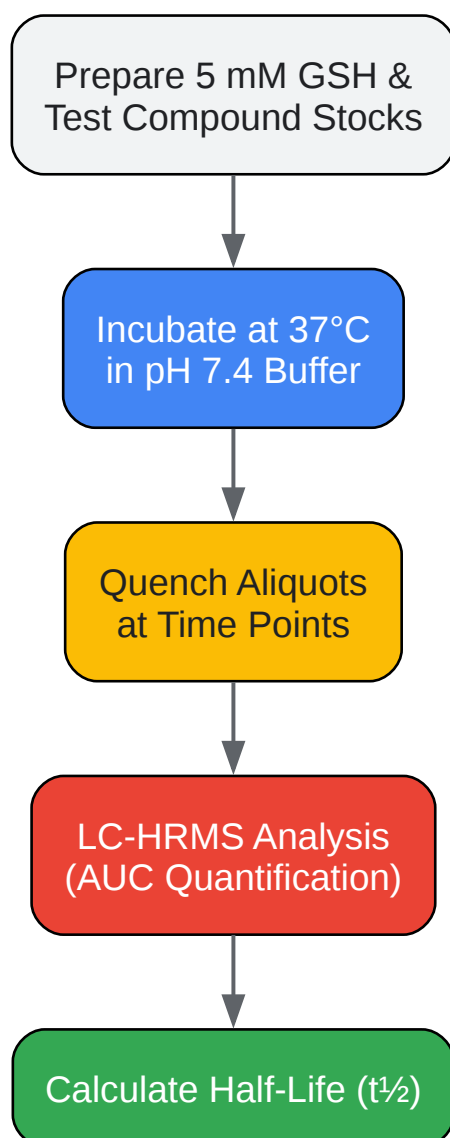 Prepare 5 mM GSH &
Test Compound Stocks
Incubate at 37°C
in pH 7.4 Buffer
Quench Aliquots
at Time Points
LC-HRMS Analysis
(AUC Quantification)
Calculate Half-Life (t½)